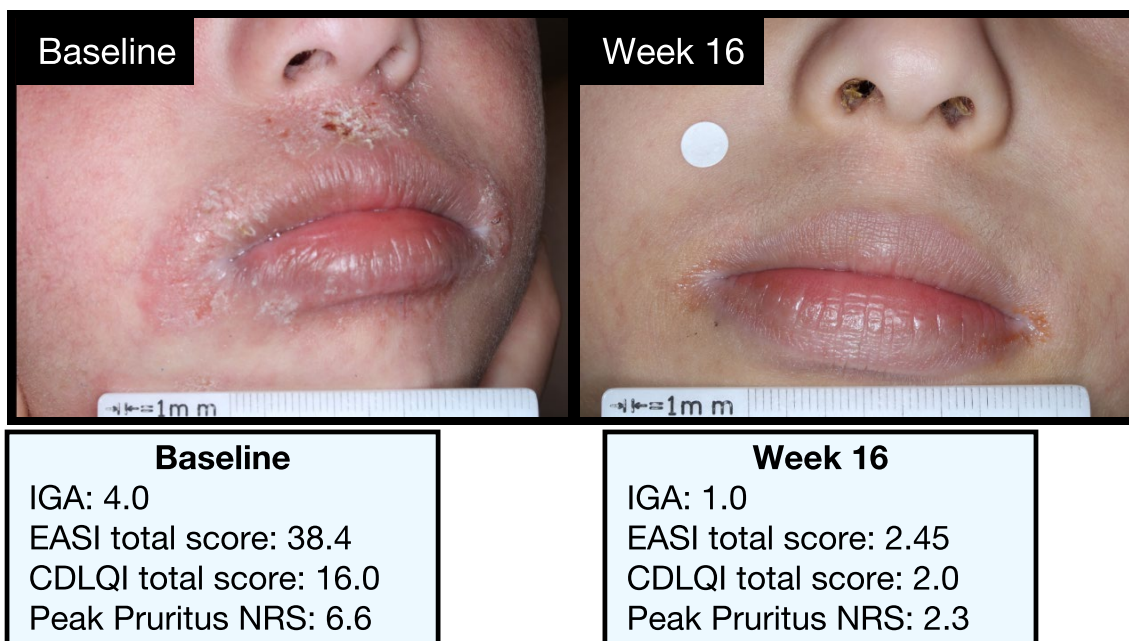 Baseline
Week 16
→|←=1m m
→|←=1m m
Baseline
IGA: 4.0
EASI total score: 38.4
CDLQI total score: 16.0
Peak Pruritus NRS: 6.6
Week 16
IGA: 1.0
EASI total score: 2.45
CDLQI total score: 2.0
Peak Pruritus NRS: 2.3